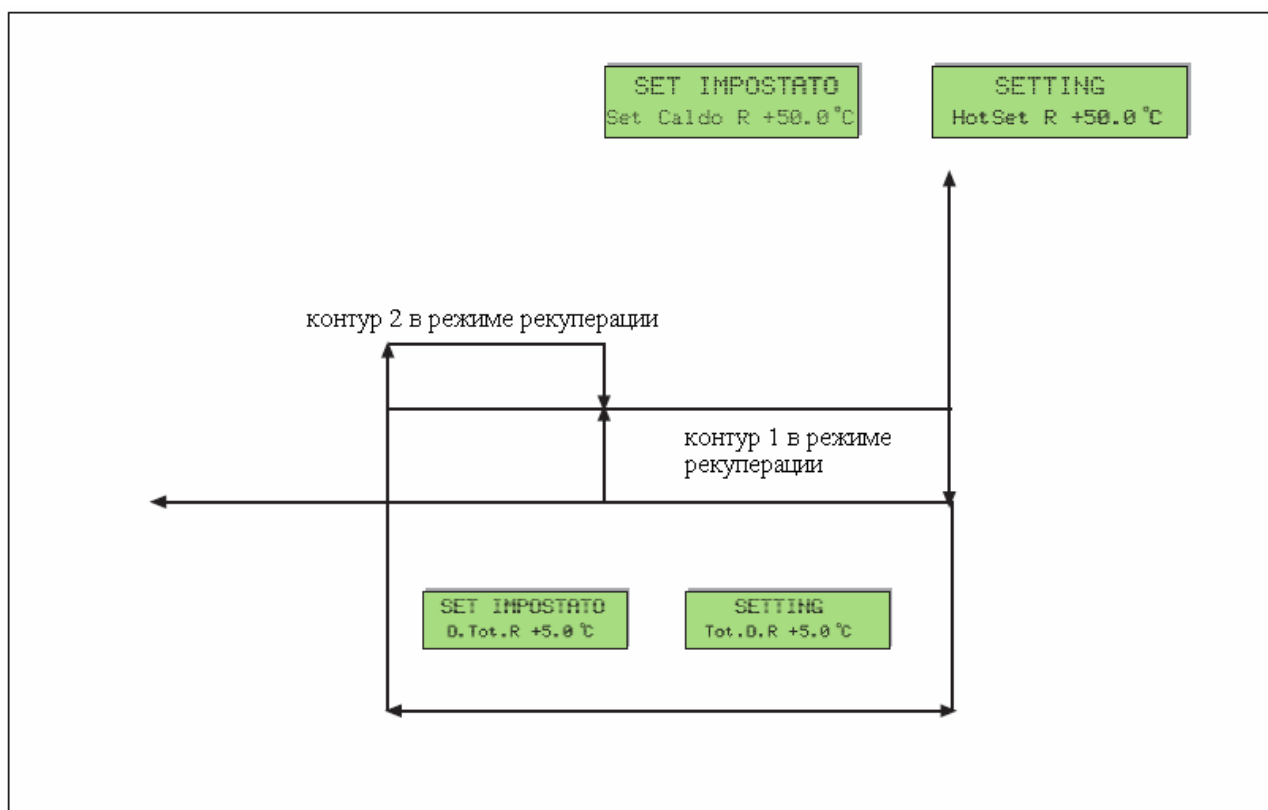 SET IMPOSTATO
Set Caldo R +50.0°C
SETTING
HotSet R +50.0°C
контур 2 в режиме рекуперации
контур 1 в режиме
рекуперации
SET IMPOSTATO
D.Tot.R +5.0°C
SETTING
Tot.D.R +5.0°C